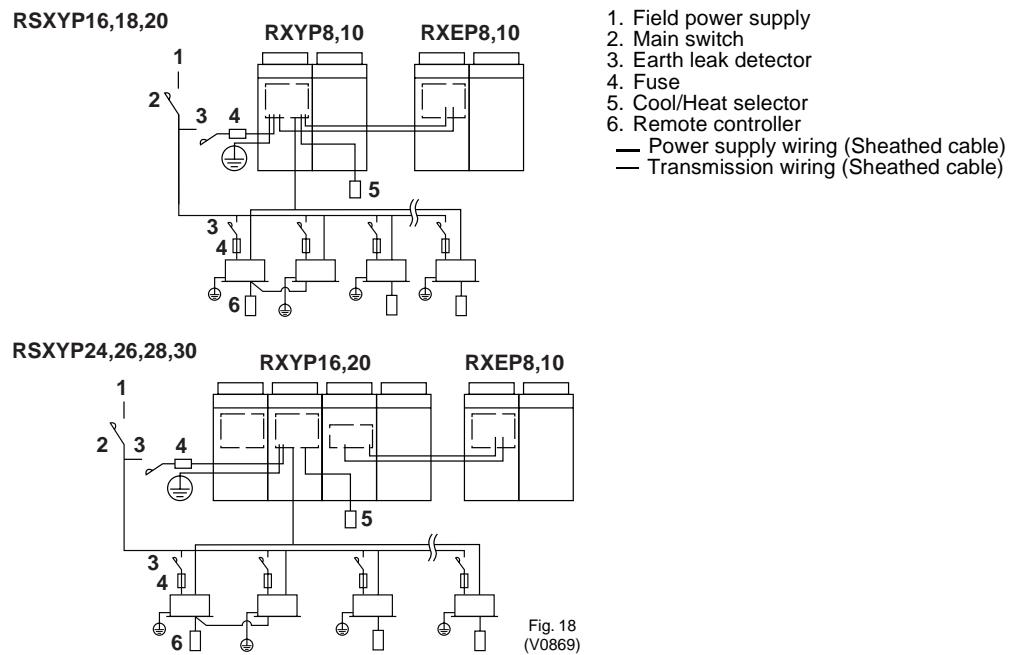 RSXYP16,18,20
RXYP8,10
RXEP8,10
1
2
3
4
5
3
4
6
1. Field power supply
2. Main switch
3. Earth leak detector
4. Fuse
5. Cool/Heat selector
6. Remote controller
Power supply wiring (Sheathed cable)
Transmission wiring (Sheathed cable)
RSXYP24,26,28,30
RXYP16,20
RXEP8,10
1
2
3
4
5
3
4
6
Fig. 18
(V0869)